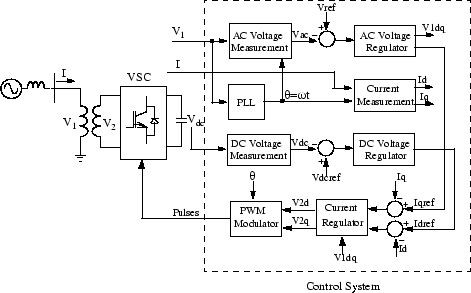 Vref
V1
AC Voltage
Measurement
Vac
AC Voltage
Regulator
V1dq
I
I
VSC
Current
Measurement
Id
Iq
PLL
θ=ωt
V1
V2
Vdc
DC Voltage
Measurement
Vdc
DC Voltage
Regulator
Vdcref
θ
Iq
Pulses
PWM
Modulator
V2d
V2q
Current
Regulator
Iqref
Idref
V1dq
Id
Control System